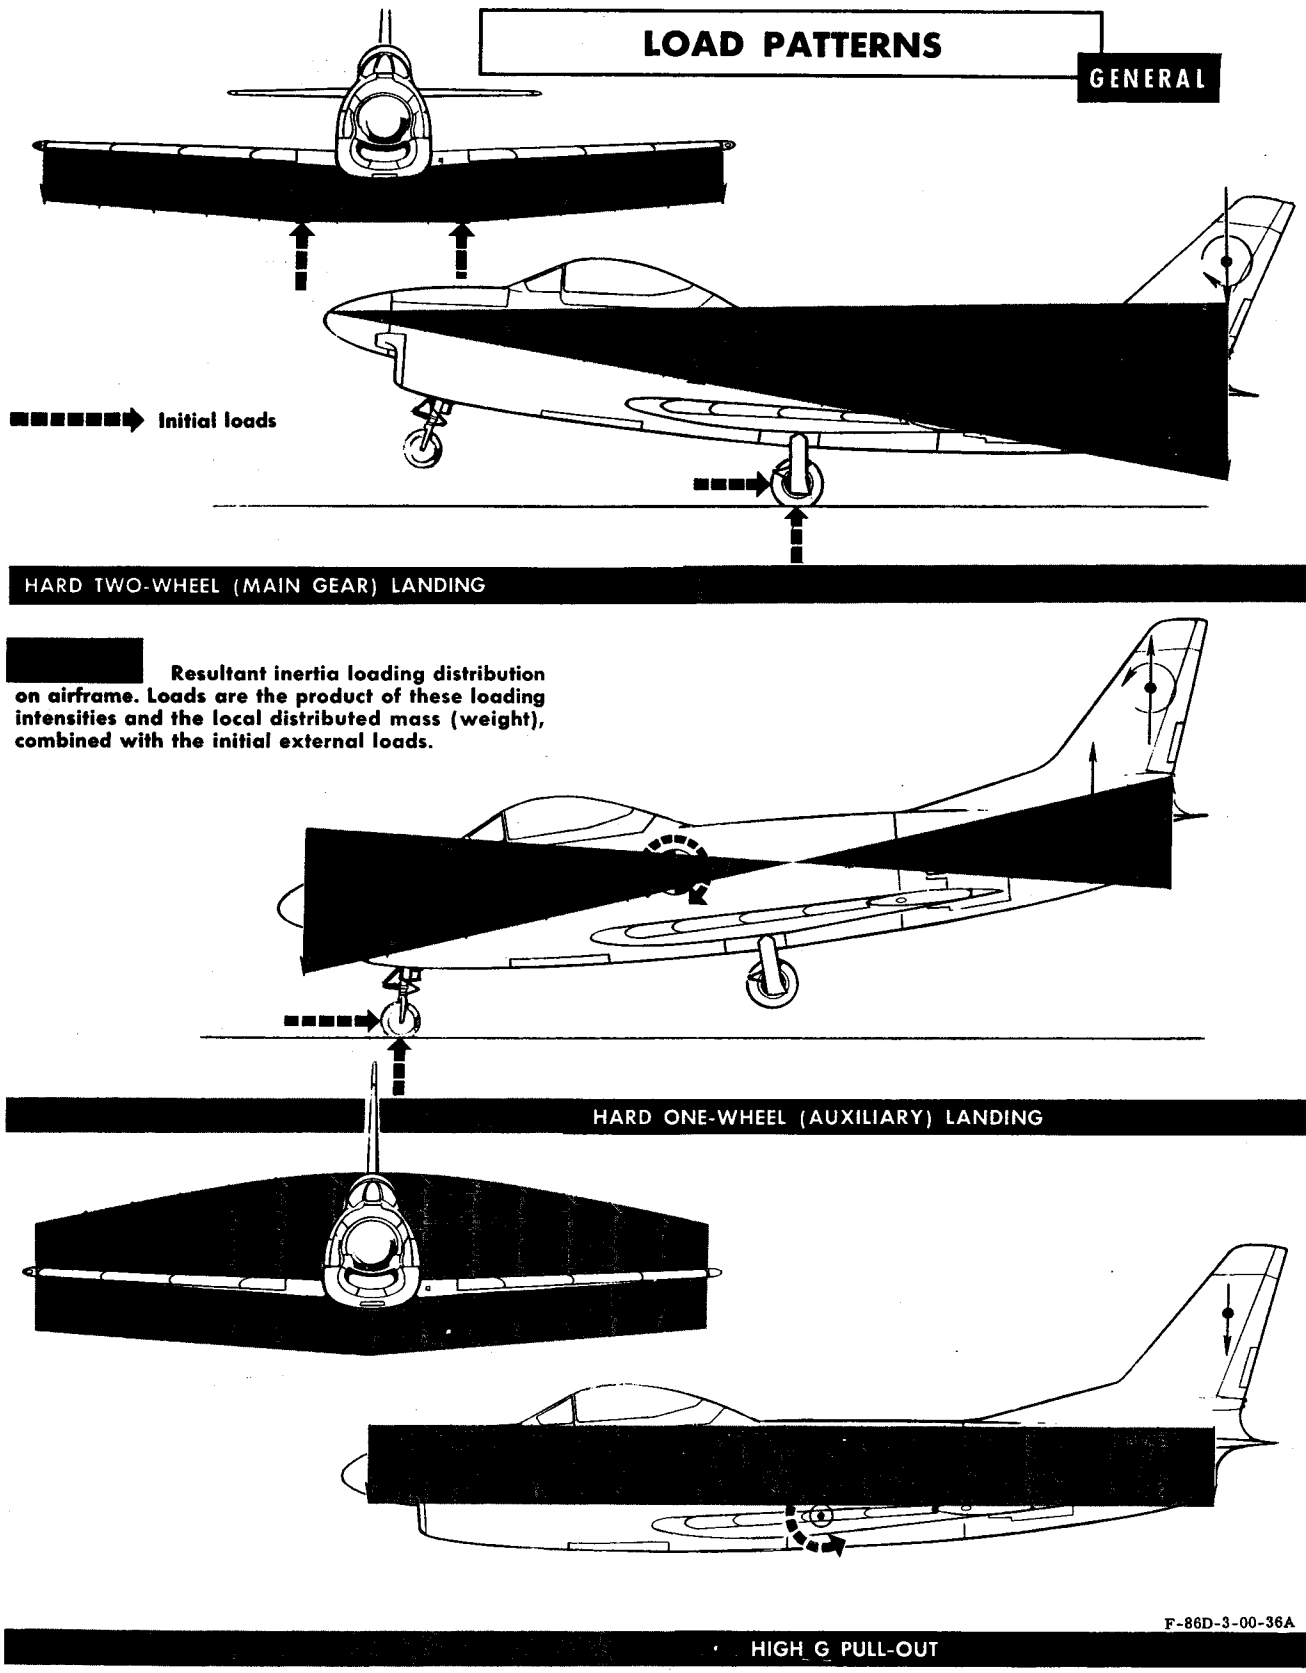 LOAD PATTERNS
GENERAL
Initial loads
HARD TWO-WHEEL (MAIN GEAR) LANDING
Resultant inertia loading distribution
on airframe. Loads are the product of these loading
intensities and the local distributed mass (weight),
combined with the initial external loads.
HARD ONE-WHEEL (AUXILIARY) LANDING
F-86D-3-00-36A
HIGH G PULL-OUT